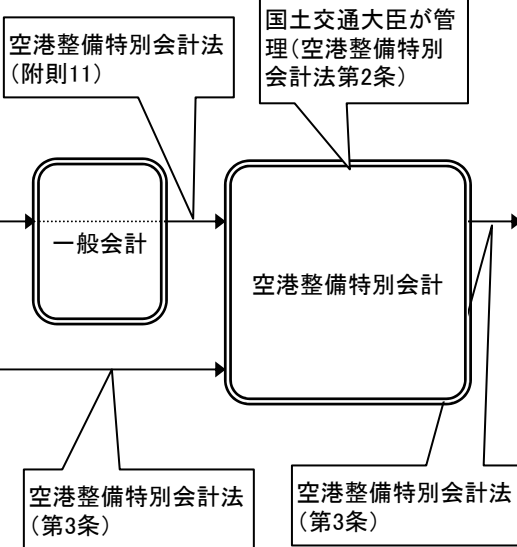 空港整備特別会計法
(附則11)
国土交通大臣が管
理(空港整備特別
会計法第2条)
一般会計
空港整備特別会計
空港整備特別会計法
(第3条)
空港整備特別会計法
(第3条)